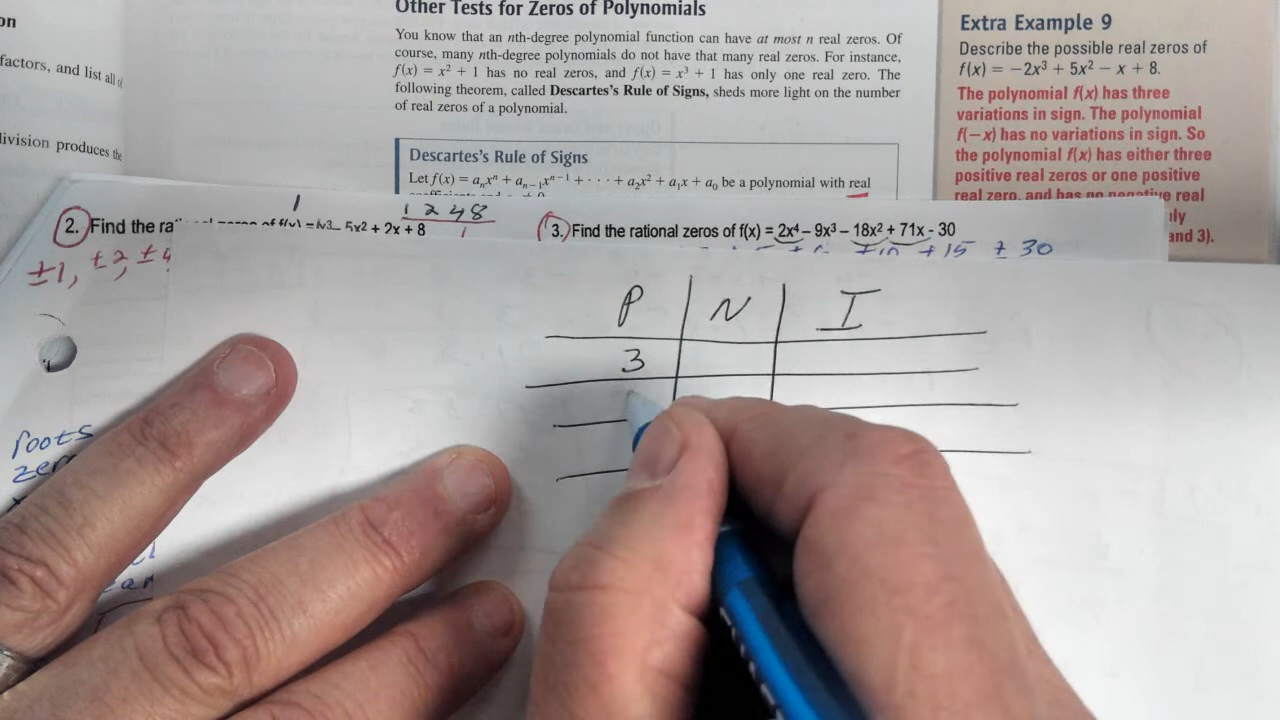 on
factors, and list all of
division produces the
Other Tests for Zeros of Polynomials
You know that an nth-degree polynomial function can have at most n real zeros. Of
course, many nth-degree polynomials do not have that many real zeros. For instance,
f(x) = x² + 1 has no real zeros, and f(x) = x³ + 1 has only one real zero. The
following theorem, called Descartes's Rule of Signs, sheds more light on the number
of real zeros of a polynomial.
Descartes's Rule of Signs
Let f(x) = aₙxⁿ + aₙ₋₁xⁿ⁻¹ + · · · + a₂x² + a₁x + a₀ be a polynomial with real
Extra Example 9
Describe the possible real zeros of
f(x) = −2x³ + 5x² − x + 8.
The polynomial f(x) has three
variations in sign. The polynomial
f(−x) has no variations in sign. So
the polynomial f(x) has either three
positive real zeros or one positive
real zero, and has no negative real
and 3).
1
1 2 4 8
1
2. Find the rational zeros of f(x) = x3 – 5x2 + 2x + 8
±1, ±2, ±4
3. Find the rational zeros of f(x) = 2x⁴ – 9x³ – 18x² + 71x - 30
±10 ±15 ±30
P N I
3
roots